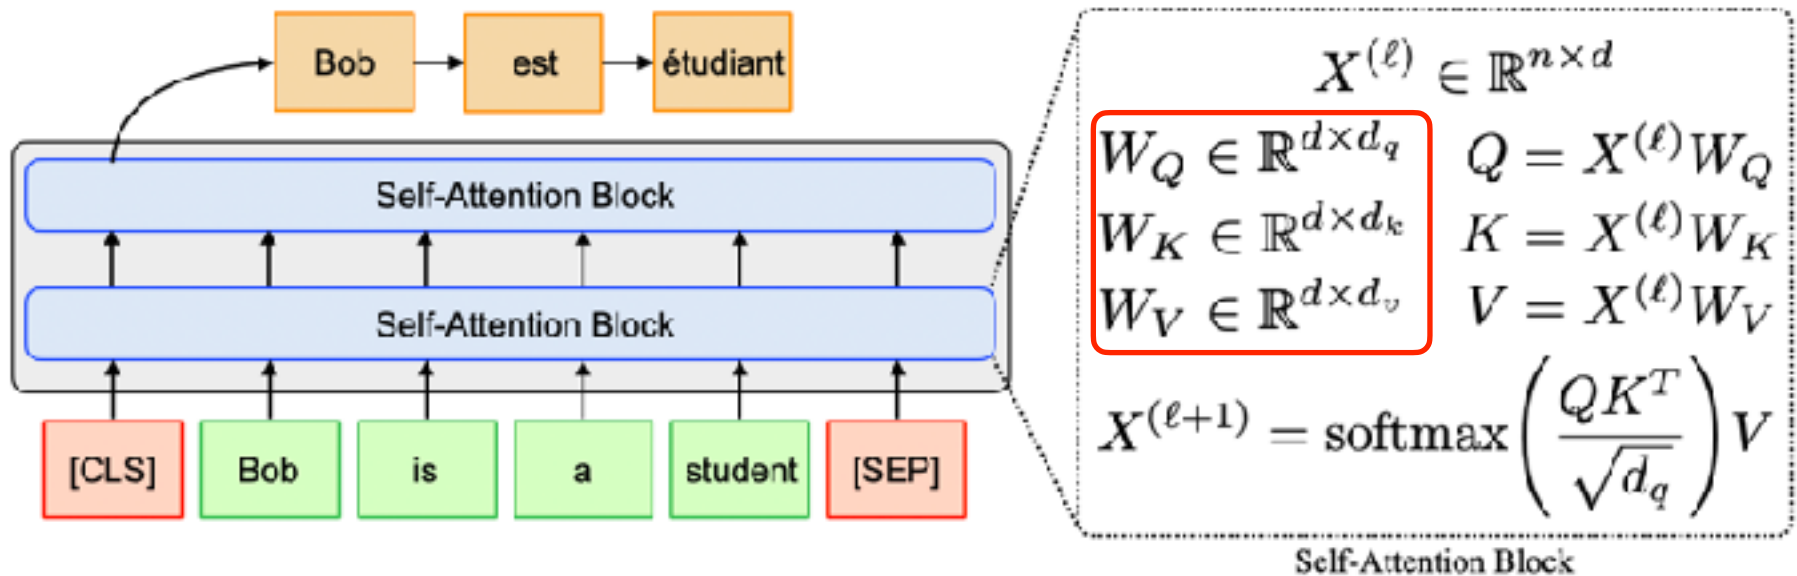 Bob est étudiant
Self-Attention Block
Self-Attention Block
[CLS] Bob is a student [SEP]
X^{(ℓ)} ∈ ℝ^{n×d}
W_Q ∈ ℝ^{d×d_q} Q = X^{(ℓ)}W_Q
W_K ∈ ℝ^{d×d_k} K = X^{(ℓ)}W_K
W_V ∈ ℝ^{d×d_v} V = X^{(ℓ)}W_V
X^{(ℓ+1)} = softmax(QK^T / √d_q)V
Self-Attention Block